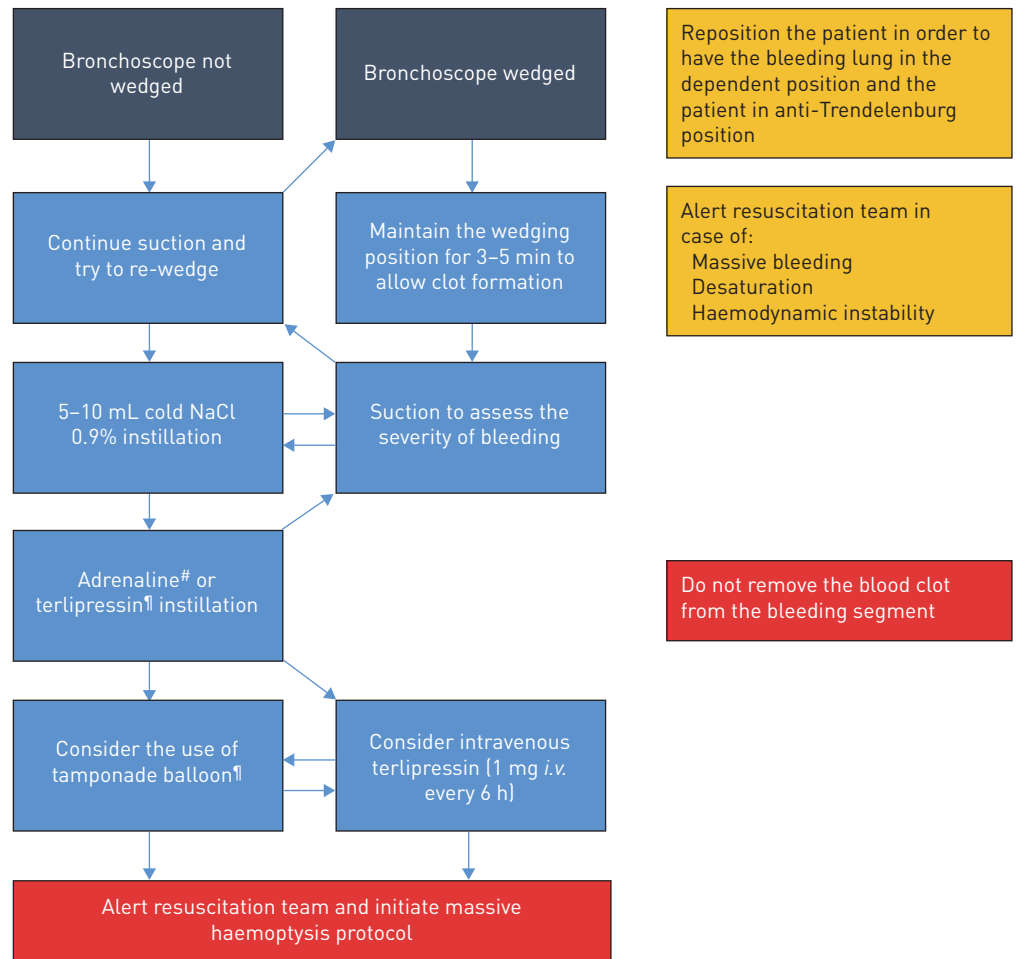 Bronchoscope not
wedged
Bronchoscope wedged
Reposition the patient in order to
have the bleeding lung in the
dependent position and the
patient in anti-Trendelenburg
position
Continue suction and
try to re-wedge
Maintain the wedging
position for 3–5 min to
allow clot formation
Alert resuscitation team in
case of:
Massive bleeding
Desaturation
Haemodynamic instability
5–10 mL cold NaCl
0.9% instillation
Suction to assess the
severity of bleeding
Adrenaline# or
terlipressin¶ instillation
Do not remove the blood clot
from the bleeding segment
Consider the use of
tamponade balloon¶
Consider intravenous
terlipressin (1 mg i.v.
every 6 h)
Alert resuscitation team and initiate massive
haemoptysis protocol